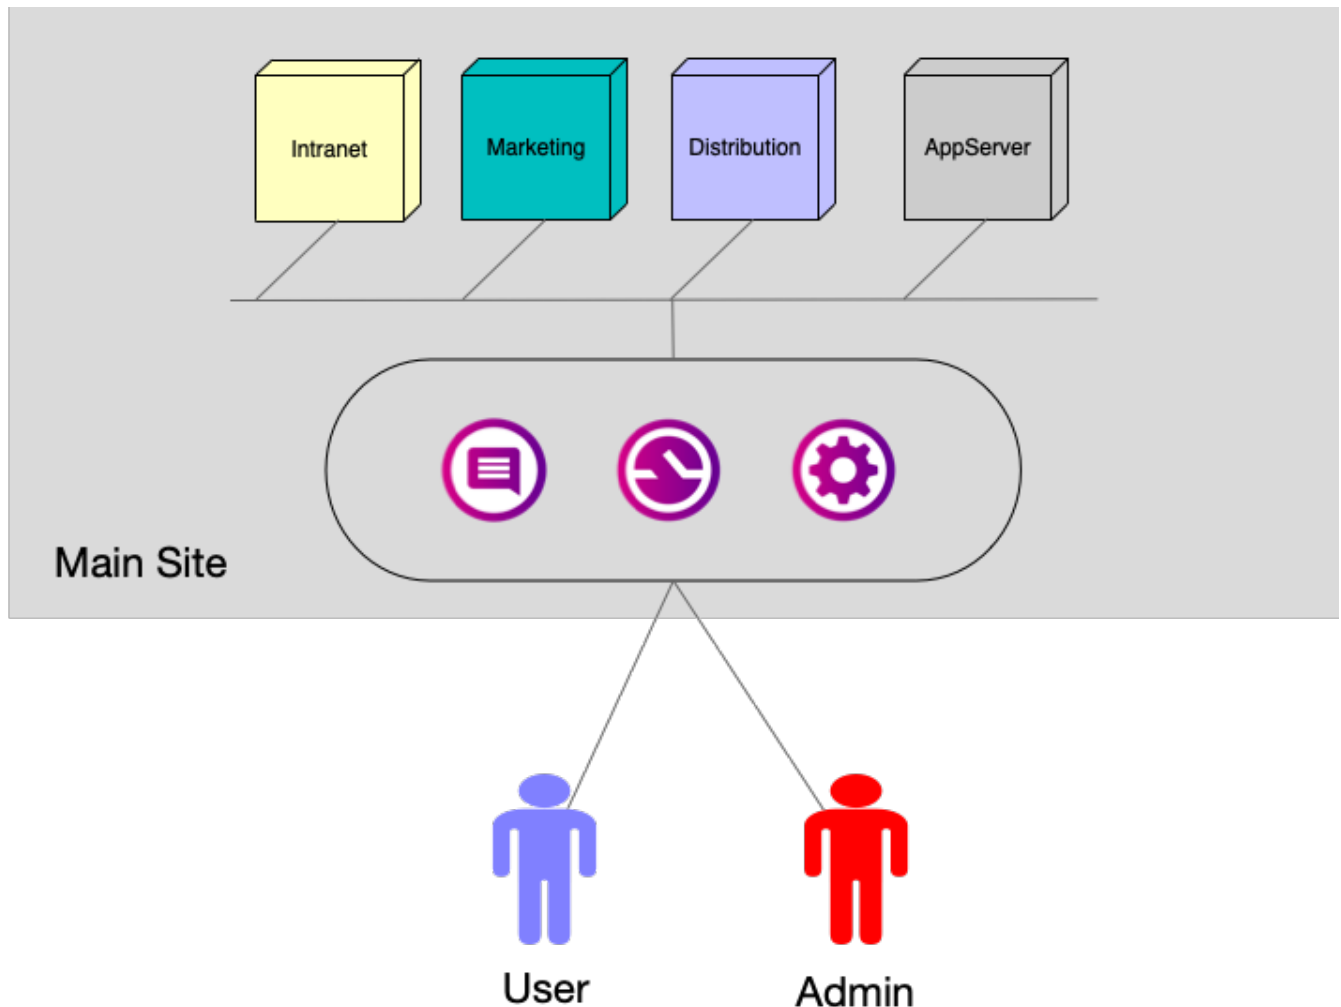 Intranet
Marketing
Distribution
AppServer
Main Site
User
Admin